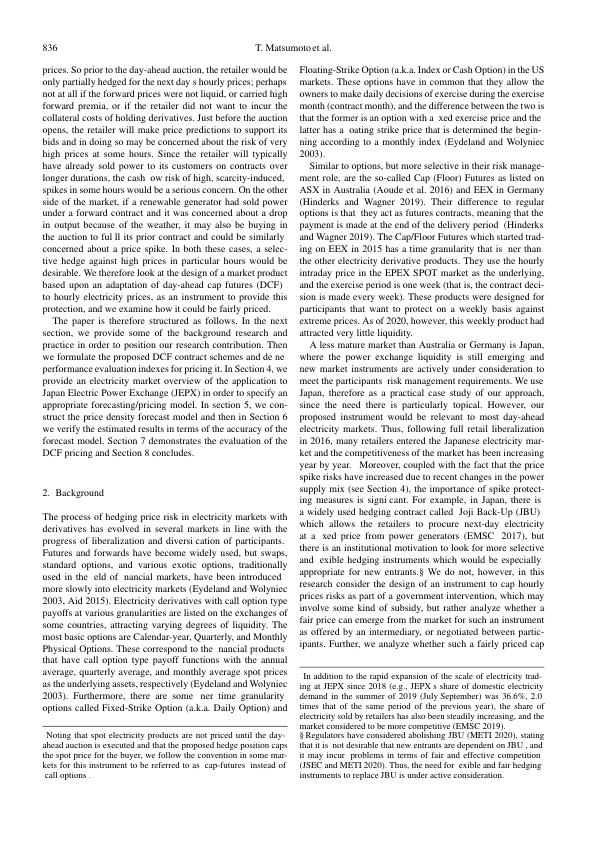 836
T. Matsumoto et al.
prices. So prior to the day-ahead auction, the retailer would be
only partially hedged for the next day s hourly prices; perhaps
not at all if the forward prices were not liquid, or carried high
forward premia, or if the retailer did not want to incur the
collateral costs of holding derivatives. Just before the auction
opens, the retailer will make price predictions to support its
bids and in doing so may be concerned about the risk of very
high prices at some hours. Since the retailer will typically
have already sold power to its customers on contracts over
longer durations, the cash ow risk of high, scarcity-induced,
spikes in some hours would be a serious concern. On the other
side of the market, if a renewable generator had sold power
under a forward contract and it was concerned about a drop
in output because of the weather, it may also be buying in
the auction to ful ll its prior contract and could be similarly
concerned about a price spike. In both these cases, a selec-
tive hedge against high prices in particular hours would be
desirable. We therefore look at the design of a market product
based upon an adaptation of day-ahead cap futures (DCF)
to hourly electricity prices, as an instrument to provide this
protection, and we examine how it could be fairly priced.
The paper is therefore structured as follows. In the next
section, we provide some of the background research and
practice in order to position our research contribution. Then
we formulate the proposed DCF contract schemes and de ne
performance evaluation indexes for pricing it. In Section 4, we
provide an electricity market overview of the application to
Japan Electric Power Exchange (JEPX) in order to specify an
appropriate forecasting/pricing model. In section 5, we con-
struct the price density forecast model and then in Section 6
we verify the estimated results in terms of the accuracy of the
forecast model. Section 7 demonstrates the evaluation of the
DCF pricing and Section 8 concludes.
2. Background
The process of hedging price risk in electricity markets with
derivatives has evolved in several markets in line with the
progress of liberalization and diversi cation of participants.
Futures and forwards have become widely used, but swaps,
standard options, and various exotic options, traditionally
used in the eld of nancial markets, have been introduced
more slowly into electricity markets (Eydeland and Wolyniec
2003, Aid 2015). Electricity derivatives with call option type
payoffs at various granularities are listed on the exchanges of
some countries, attracting varying degrees of liquidity. The
most basic options are Calendar-year, Quarterly, and Monthly
Physical Options. These correspond to the nancial products
that have call option type payoff functions with the annual
average, quarterly average, and monthly average spot prices
as the underlying assets, respectively (Eydeland and Wolyniec
2003). Furthermore, there are some ner time granularity
options called Fixed-Strike Option (a.k.a. Daily Option) and
Noting that spot electricity products are not priced until the day-
ahead auction is executed and that the proposed hedge position caps
the spot price for the buyer, we follow the convention in some mar-
kets for this instrument to be referred to as cap-futures instead of
call options .
Floating-Strike Option (a.k.a. Index or Cash Option) in the US
markets. These options have in common that they allow the
owners to make daily decisions of exercise during the exercise
month (contract month), and the difference between the two is
that the former is an option with a xed exercise price and the
latter has a oating strike price that is determined the begin-
ning according to a monthly index (Eydeland and Wolyniec
2003).
Similar to options, but more selective in their risk manage-
ment role, are the so-called Cap (Floor) Futures as listed on
ASX in Australia (Aoude et al. 2016) and EEX in Germany
(Hinderks and Wagner 2019). Their difference to regular
options is that they act as futures contracts, meaning that the
payment is made at the end of the delivery period (Hinderks
and Wagner 2019). The Cap/Floor Futures which started trad-
ing on EEX in 2015 has a time granularity that is ner than
the other electricity derivative products. They use the hourly
intraday price in the EPEX SPOT market as the underlying,
and the exercise period is one week (that is, the contract deci-
sion is made every week). These products were designed for
participants that want to protect on a weekly basis against
extreme prices. As of 2020, however, this weekly product had
attracted very little liquidity.
A less mature market than Australia or Germany is Japan,
where the power exchange liquidity is still emerging and
new market instruments are actively under consideration to
meet the participants risk management requirements. We use
Japan, therefore as a practical case study of our approach,
since the need there is particularly topical. However, our
proposed instrument would be relevant to most day-ahead
electricity markets. Thus, following full retail liberalization
in 2016, many retailers entered the Japanese electricity mar-
ket and the competitiveness of the market has been increasing
year by year. Moreover, coupled with the fact that the price
spike risks have increased due to recent changes in the power
supply mix (see Section 4), the importance of spike protect-
ing measures is signi cant. For example, in Japan, there is
a widely used hedging contract called Joji Back-Up (JBU)
which allows the retailers to procure next-day electricity
at a xed price from power generators (EMSC 2017), but
there is an institutional motivation to look for more selective
and exible hedging instruments which would be especially
appropriate for new entrants.§ We do not, however, in this
research consider the design of an instrument to cap hourly
prices risks as part of a government intervention, which may
involve some kind of subsidy, but rather analyze whether a
fair price can emerge from the market for such an instrument
as offered by an intermediary, or negotiated between partic-
ipants. Further, we analyze whether such a fairly priced cap
In addition to the rapid expansion of the scale of electricity trad-
ing at JEPX since 2018 (e.g., JEPX s share of domestic electricity
demand in the summer of 2019 (July September) was 36.6%, 2.0
times that of the same period of the previous year), the share of
electricity sold by retailers has also been steadily increasing, and the
market considered to be more competitive (EMSC 2019).
§ Regulators have considered abolishing JBU (METI 2020), stating
that it is not desirable that new entrants are dependent on JBU , and
it may incur problems in terms of fair and effective competition
(JSEC and METI 2020). Thus, the need for exible and fair hedging
instruments to replace JBU is under active consideration.